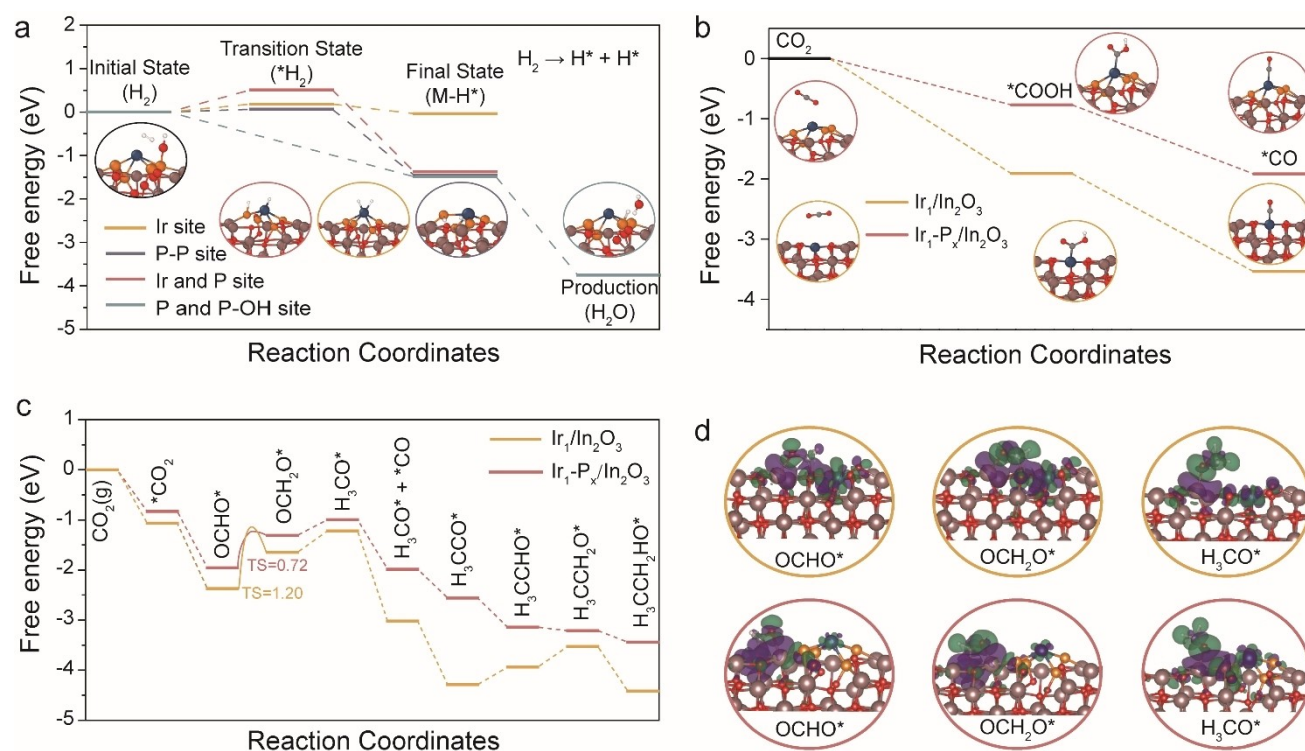 a
Free energy (eV)
2
1
0
-1
-2
-3
-4
-5
Initial State
(H₂)
Transition State
(*H₂)
Final State
(M-H*)
H₂ → H* + H*
Ir site
P-P site
Ir and P site
P and P-OH site
Production
(H₂O)
Reaction Coordinates
b
Free energy (eV)
0
-1
-2
-3
-4
CO₂
*COOH
*CO
Ir₁/In₂O₃
Ir₁-Pₓ/In₂O₃
Reaction Coordinates
c
Free energy (eV)
1
0
-1
-2
-3
-4
-5
CO₂(g)
*CO₂
OCHO*
OCH₂O*
H₃CO*
H₃CO* + *CO
H₃CCO*
H₃CCHO*
H₃CCH₂O*
H₃CCH₂HO*
TS=0.72
TS=1.20
Ir₁/In₂O₃
Ir₁-Pₓ/In₂O₃
Reaction Coordinates
d
OCHO*
OCH₂O*
H₃CO*
OCHO*
OCH₂O*
H₃CO*